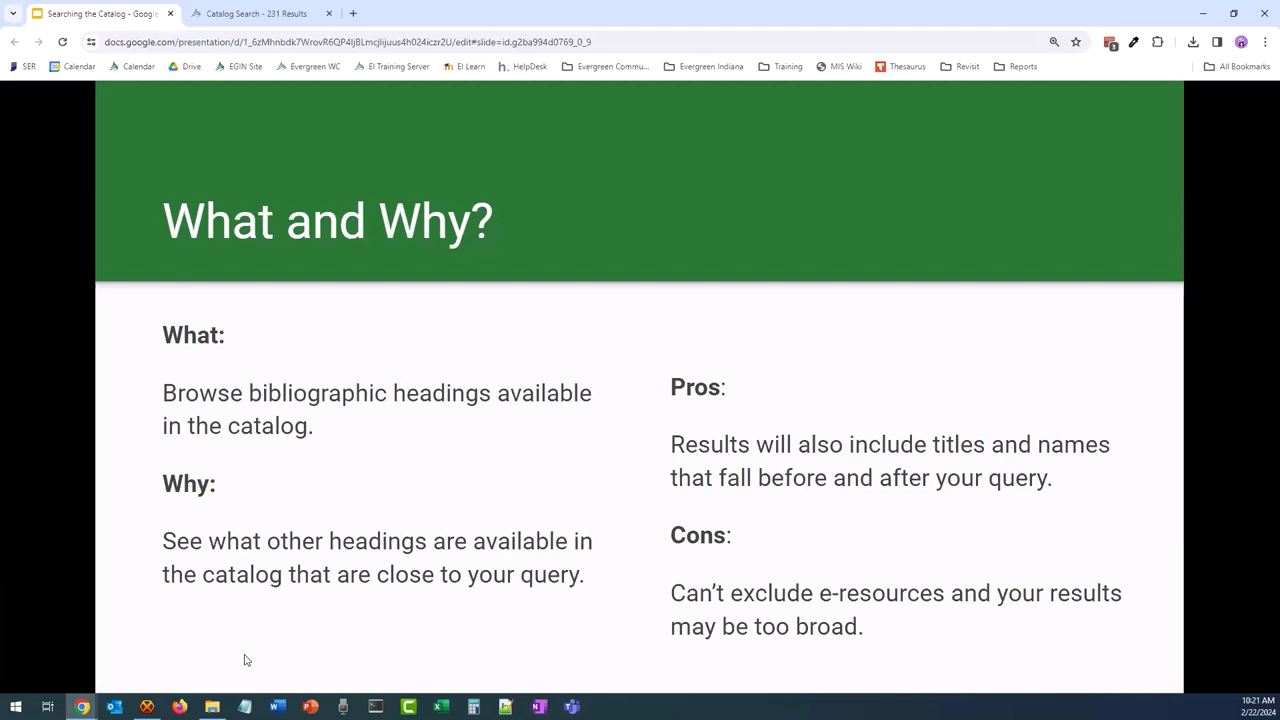 Searching the Catalog - Google
Catalog Search - 231 Results
docs.google.com/presentation/d/1_6zMhnbdk7WrovR6QP4IjBLmcjlijuus4h024iczr2U/edit#slide=id.g2ba994d0769_0_9
SER Calendar Calendar Drive EGIN Site Evergreen WC EI Training Server EI Learn HelpDesk Evergreen Commu... Evergreen Indiana Training MIS Wiki Thesaurus Revisit Reports All Bookmarks
What and Why?
What:
Browse bibliographic headings available
in the catalog.
Why:
See what other headings are available in
the catalog that are close to your query.
Pros:
Results will also include titles and names
that fall before and after your query.
Cons:
Can't exclude e-resources and your results
may be too broad.
10:21 AM
2/22/2024